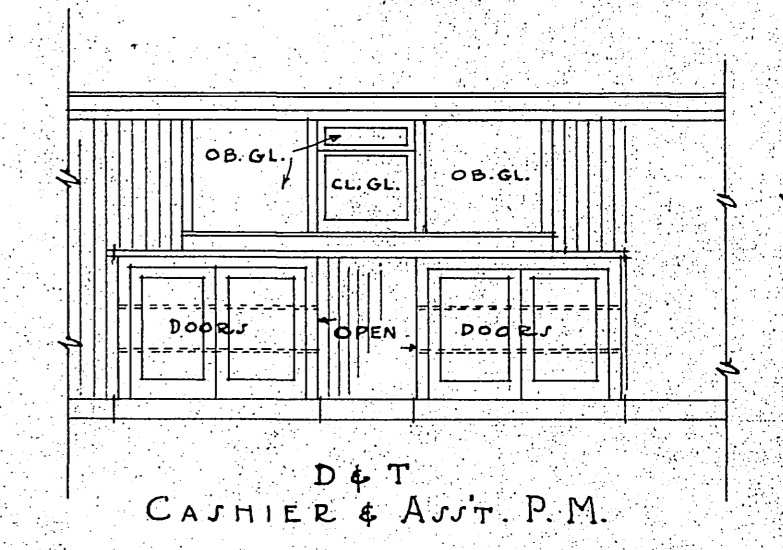 OB. GL.
CL. GL.
OB. GL.
DOORS
OPEN
DOORS
D & T
CASHIER & ASS'T. P. M.